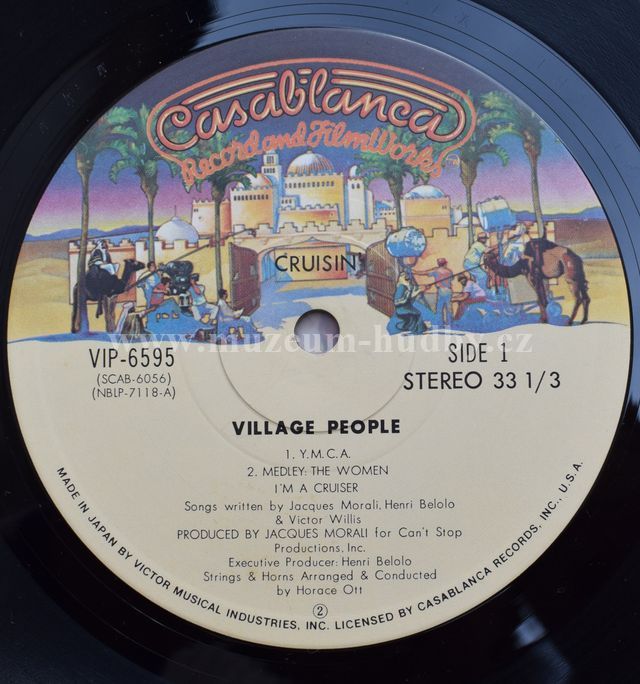 Casablanca
Record and FilmWorks
CRUISIN'
www.muzeum-hudby.cz
VIP-6595
(SCAB-6056)
(NBLP-7118-A)
SIDE 1
STEREO 33 1/3
VILLAGE PEOPLE
1. Y.M.C.A.
2. MEDLEY: THE WOMEN
I'M A CRUISER
Songs written by Jacques Morali, Henri Belolo
& Victor Willis
PRODUCED BY JACQUES MORALI for Can't Stop
Productions, Inc.
Executive Producer: Henri Belolo
Strings & Horns Arranged & Conducted
by Horace Ott
②
MADE IN JAPAN BY VICTOR MUSICAL INDUSTRIES, INC. LICENSED BY CASABLANCA RECORDS, INC., U.S.A.